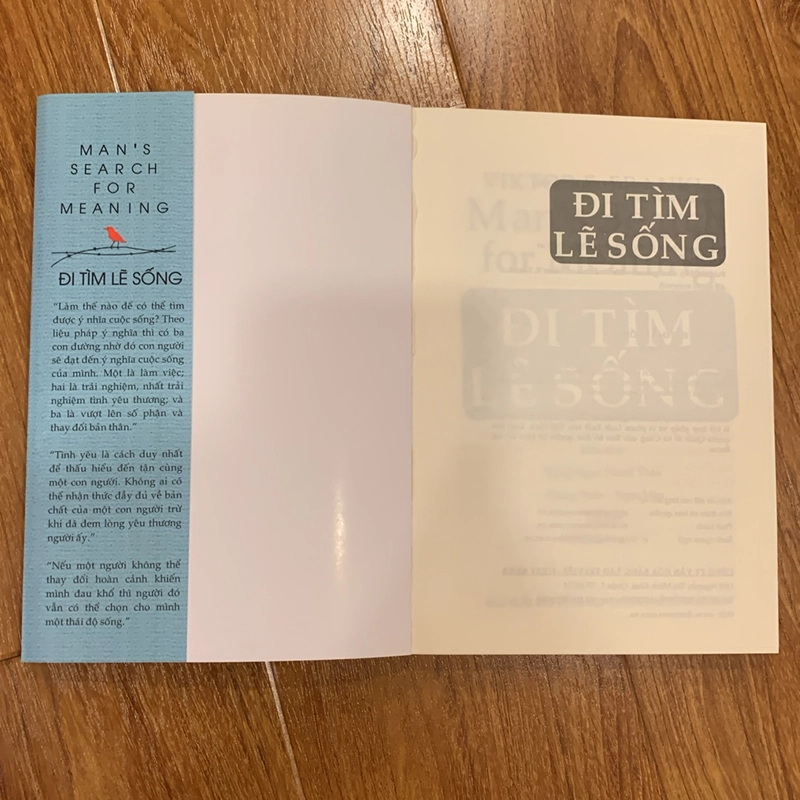 MAN'S
SEARCH
FOR
MEANING
ĐI TÌM LẼ SỐNG
“Làm thế nào để có thể tìm
được ý nhĩa cuộc sống? Theo
liệu pháp ý nghĩa thì có ba
con đường nhờ đó con người
sẽ đạt đến ý nghĩa cuộc sống
của mình. Một là làm việc;
hai là trải nghiệm, nhất trải
nghiệm tình yêu thương; và
ba là vượt lên số phận và
thay đổi bản thân.”
“Tình yêu là cách duy nhất
để thấu hiểu đến tận cùng
một con người. Không ai có
thể nhận thức đầy đủ về bản
chất của một con người trừ
khi đã đem lòng yêu thương
người ấy.”
“Nếu một người không thể
thay đổi hoàn cảnh khiến
mình đau khổ thì người đó
vẫn có thể chọn cho mình
một thái độ sống.”
ĐI TÌM
LẼ SỐNG
ĐI TÌM
LẼ SỐNG